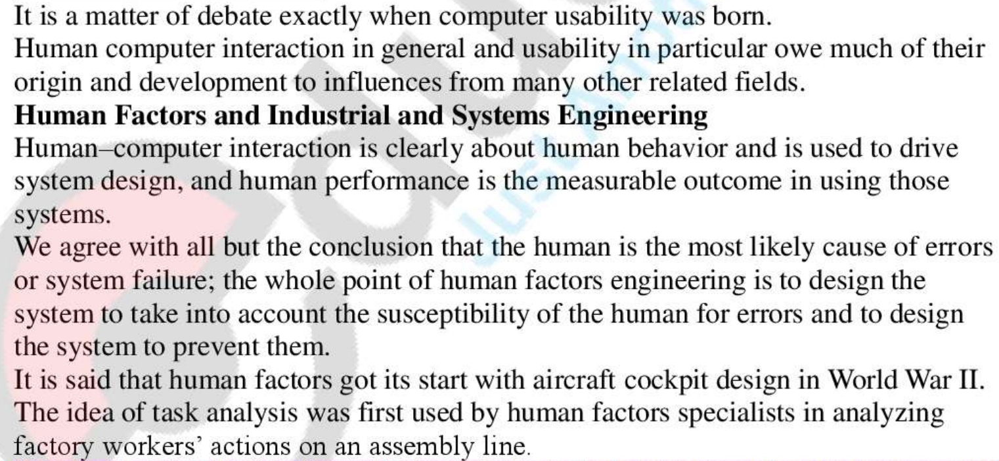 It is a matter of debate exactly when computer usability was born.
Human computer interaction in general and usability in particular owe much of their
origin and development to influences from many other related fields.
Human Factors and Industrial and Systems Engineering
Human–computer interaction is clearly about human behavior and is used to drive
system design, and human performance is the measurable outcome in using those
systems.
We agree with all but the conclusion that the human is the most likely cause of errors
or system failure; the whole point of human factors engineering is to design the
system to take into account the susceptibility of the human for errors and to design
the system to prevent them.
It is said that human factors got its start with aircraft cockpit design in World War II.
The idea of task analysis was first used by human factors specialists in analyzing
factory workers’ actions on an assembly line.